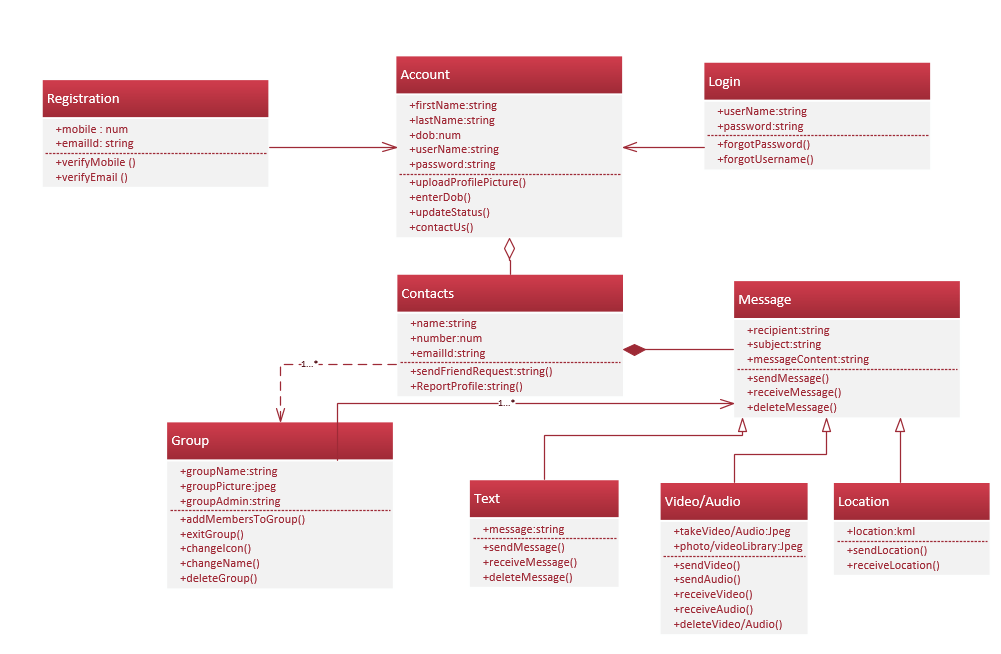 Registration
+mobile : num
+emailId: string
+verifyMobile ()
+verifyEmail ()
Account
+firstName:string
+lastName:string
+dob:num
+userName:string
+password:string
+uploadProfilePicture()
+enterDob()
+updateStatus()
+contactUs()
Login
+userName:string
+password:string
+forgotPassword()
+forgotUsername()
Contacts
+name:string
+number:num
+emailId:string
+sendFriendRequest:string()
+ReportProfile:string()
Message
+recipient:string
+subject:string
+messageContent:string
+sendMessage()
+receiveMessage()
+deleteMessage()
1...*
1...*
Group
+groupName:string
+groupPicture:jpeg
+groupAdmin:string
+addMembersToGroup()
+exitGroup()
+changeIcon()
+changeName()
+deleteGroup()
Text
+message:string
+sendMessage()
+receiveMessage()
+deleteMessage()
Video/Audio
+takeVideo/Audio:Jpeg
+photo/videoLibrary:Jpeg
+sendVideo()
+sendAudio()
+receiveVideo()
+receiveAudio()
+deleteVideo/Audio()
Location
+location:kml
+sendLocation()
+receiveLocation()